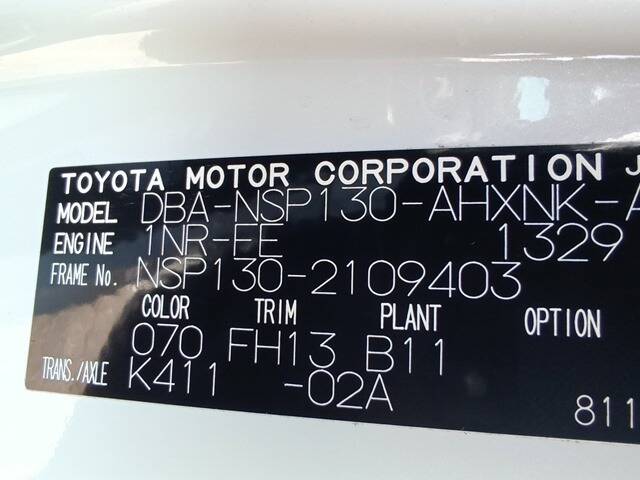 TOYOTA MOTOR CORPORATION J
MODEL DBA-NSP130-AHXNK-A
ENGINE 1NR-FE 1329
FRAME No. NSP130-2109403
COLOR TRIM PLANT OPTION
070 FH13 B11
TRANS./AXLE K411 -02A
811